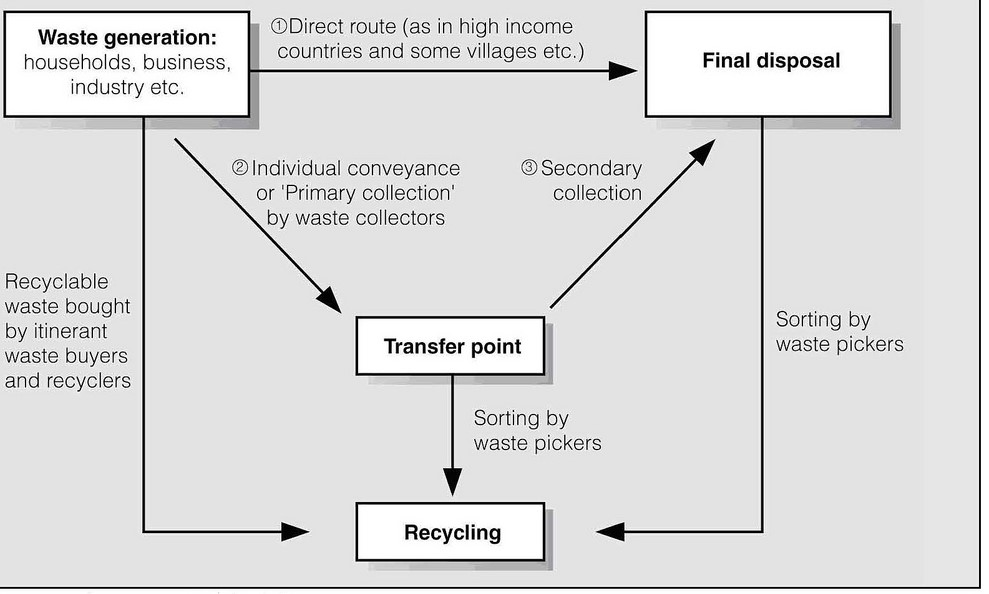 Waste generation:
households, business,
industry etc.
①Direct route (as in high income
countries and some villages etc.)
Final disposal
②Individual conveyance
or 'Primary collection'
by waste collectors
③Secondary
collection
Recyclable
waste bought
by itinerant
waste buyers
and recyclers
Transfer point
Sorting by
waste pickers
Sorting by
waste pickers
Recycling